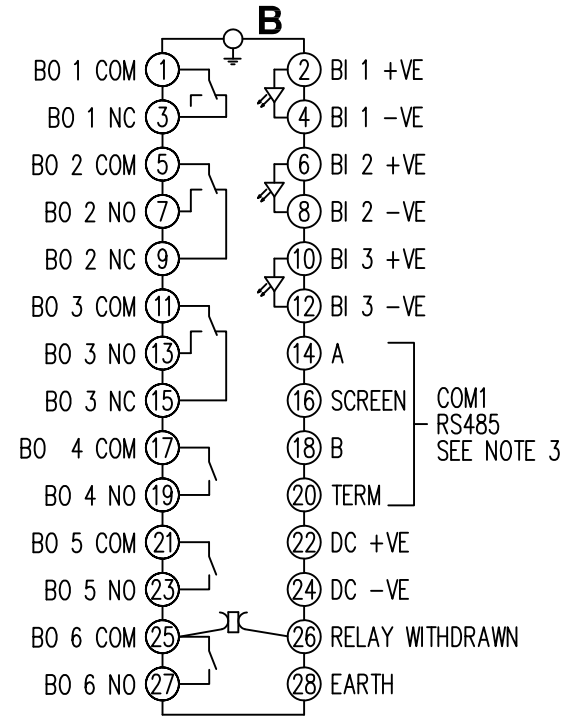 B
BO 1 COM 1 2 BI 1 +VE
BO 1 NC 3 4 BI 1 -VE
BO 2 COM 5 6 BI 2 +VE
BO 2 NO 7 8 BI 2 -VE
BO 2 NC 9 10 BI 3 +VE
BO 3 COM 11 12 BI 3 -VE
BO 3 NO 13 14 A
BO 3 NC 15 16 SCREEN
COM1
RS485
SEE NOTE 3
BO 4 COM 17 18 B
BO 4 NO 19 20 TERM
BO 5 COM 21 22 DC +VE
BO 5 NO 23 24 DC -VE
BO 6 COM 25 26 RELAY WITHDRAWN
BO 6 NO 27 28 EARTH